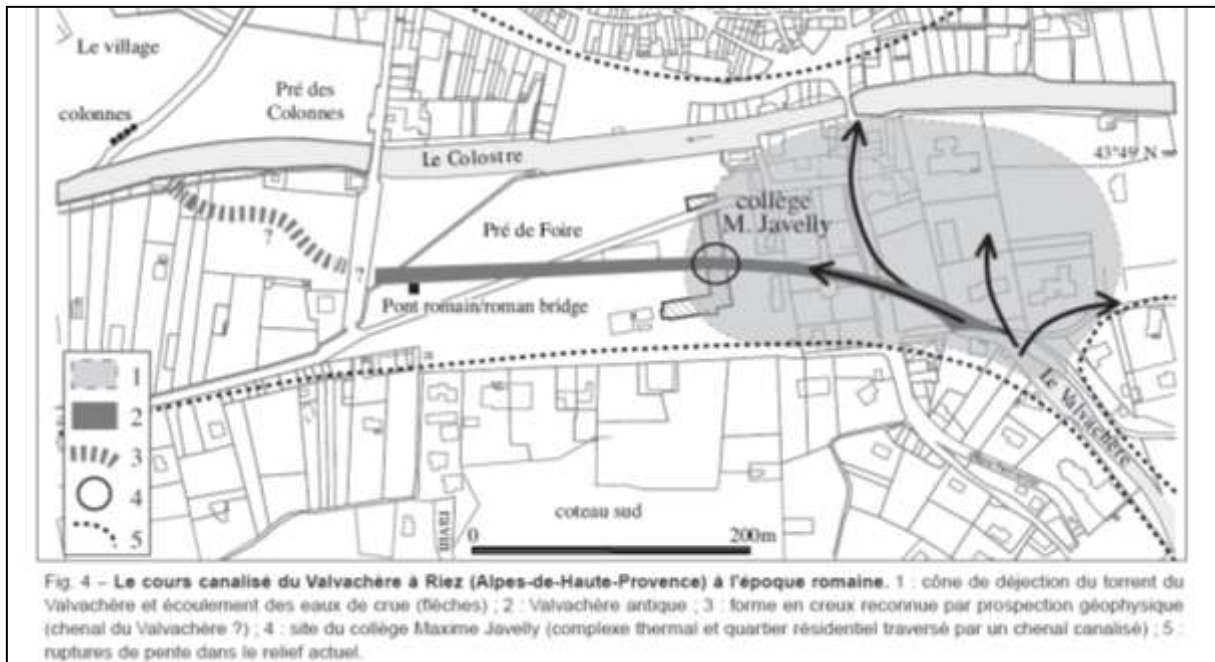 Le village
colonnes
Pré des
Colonnes
Le Colostre
43°49' N
collège
M. Javelly
Pré de Foire
?
?
Pont romain/roman bridge
Le Valvachère
1
2
3
4
5
ravin
coteau sud
0
200m
Fig. 4 – Le cours canalisé du Valvachère à Riez (Alpes-de-Haute-Provence) à l'époque romaine. 1 : cône de déjection du torrent du
Valvachère et écoulement des eaux de crue (flèches) ; 2 : Valvachère antique ; 3 : forme en creux reconnue par prospection géophysique
(chenal du Valvachère ?) ; 4 : site du collège Maxime Javelly (complexe thermal et quartier résidentiel traversé par un chenal canalisé) ; 5 :
ruptures de pente dans le relief actuel.